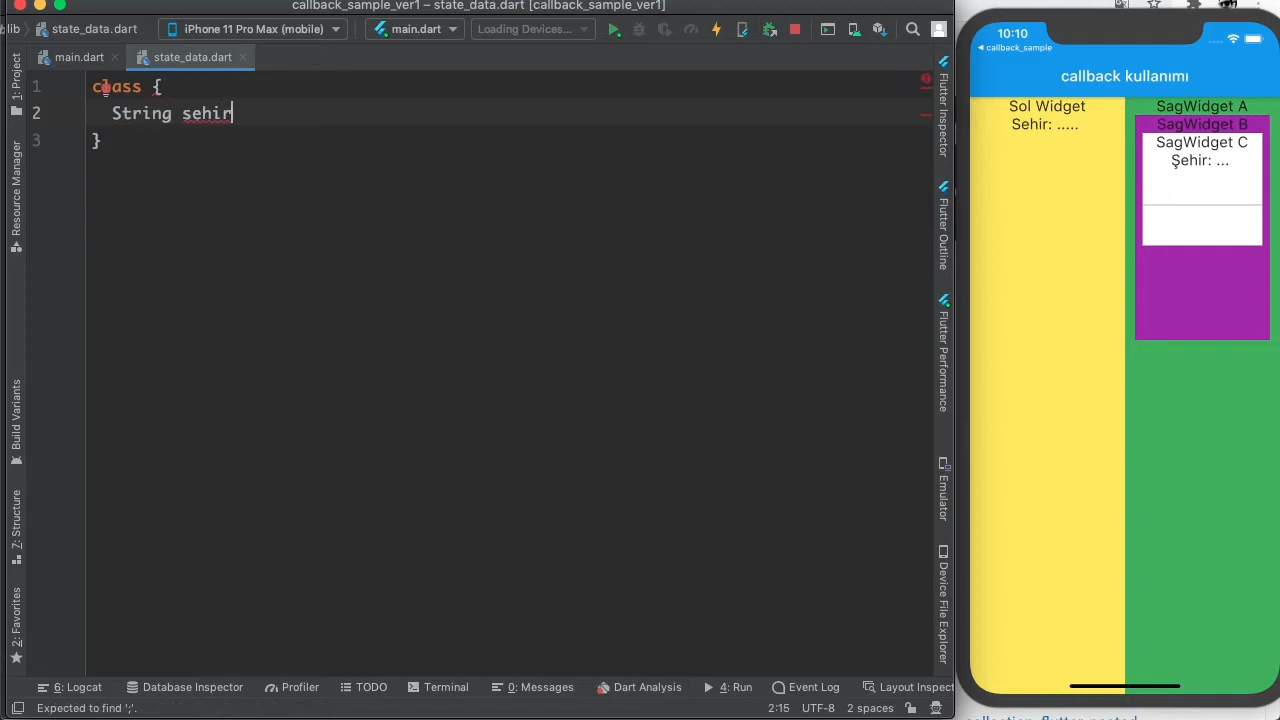 callback_sample_ver1 – state_data.dart [callback_sample_ver1]
lib
state_data.dart
iPhone 11 Pro Max (mobile)
main.dart
Loading Devices...
main.dart
state_data.dart
1 class {
2 String sehir
3 }
1: Project
Resource Manager
Build Variants
7: Structure
2: Favorites
Flutter Inspector
Flutter Outline
Flutter Performance
Emulator
Device File Explorer
6: Logcat
Database Inspector
Profiler
TODO
Terminal
0: Messages
Dart Analysis
4: Run
Event Log
Layout Inspect
Expected to find ';'.
2:15
UTF-8
2 spaces
10:10
callback_sample
callback kullanımı
Sol Widget
Sehir: .....
SagWidget A
SagWidget B
SagWidget C
Şehir: ...